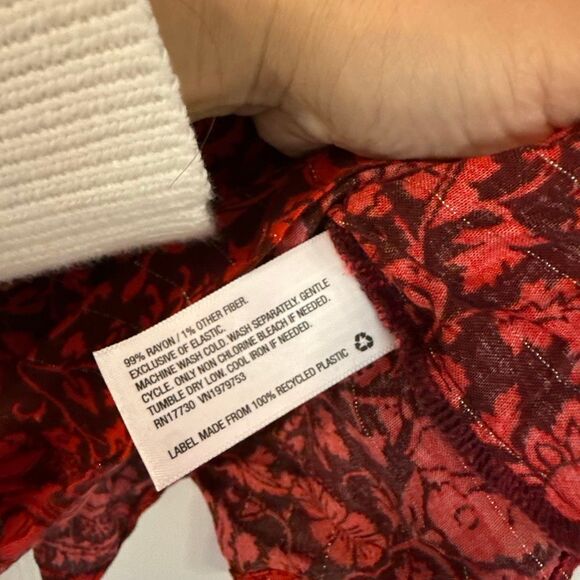 99% RAYON / 1% OTHER FIBER.
EXCLUSIVE OF ELASTIC.
MACHINE WASH COLD. WASH SEPARATELY. GENTLE
CYCLE. ONLY NON CHLORINE BLEACH IF NEEDED.
TUMBLE DRY LOW. COOL IRON IF NEEDED.
RN17730 VN1979753
LABEL MADE FROM 100% RECYCLED PLASTIC